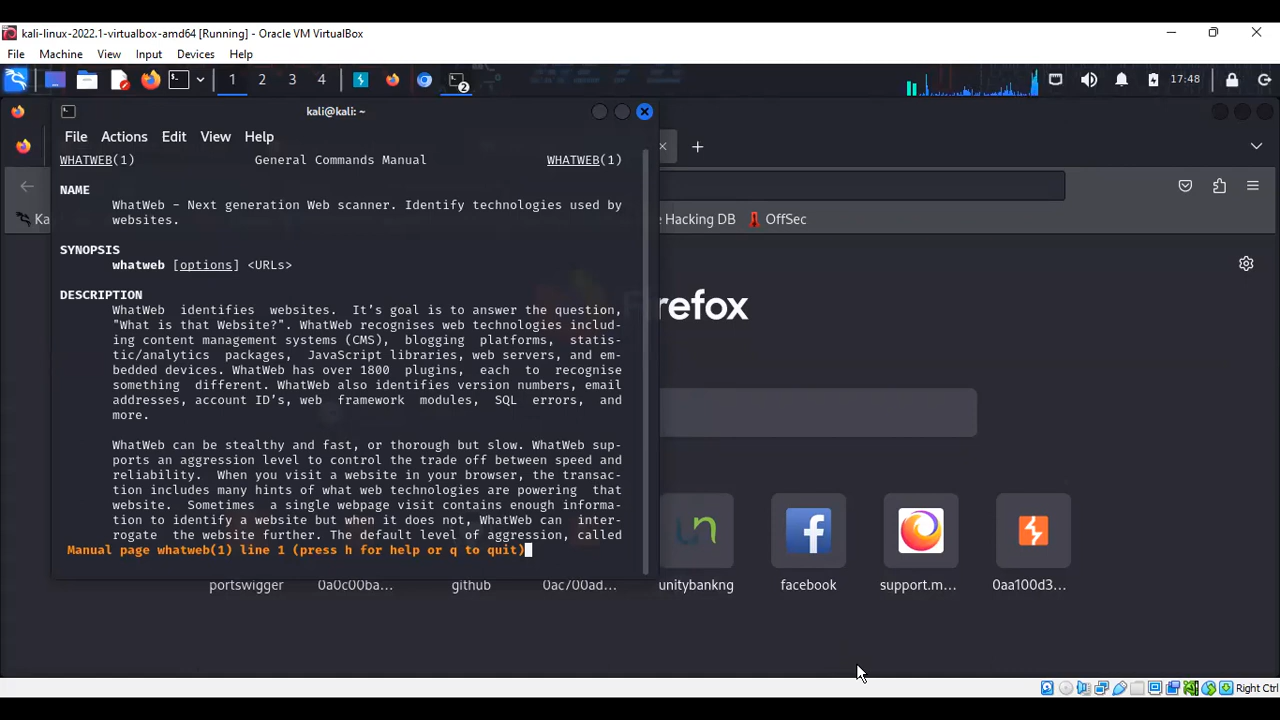 kali-linux-2022.1-virtualbox-amd64 [Running] - Oracle VM VirtualBox
File Machine View Input Devices Help
1 2 3 4 2 17:48
kali@kali: ~
File Actions Edit View Help
WHATWEB(1) General Commands Manual WHATWEB(1)
NAME
WhatWeb - Next generation Web scanner. Identify technologies used by
websites.
SYNOPSIS
whatweb [options] <URLs>
DESCRIPTION
WhatWeb identifies websites. It's goal is to answer the question,
"What is that Website?". WhatWeb recognises web technologies includ-
ing content management systems (CMS), blogging platforms, statis-
tic/analytics packages, JavaScript libraries, web servers, and em-
bedded devices. WhatWeb has over 1800 plugins, each to recognise
something different. WhatWeb also identifies version numbers, email
addresses, account ID's, web framework modules, SQL errors, and
more.
WhatWeb can be stealthy and fast, or thorough but slow. WhatWeb sup-
ports an aggression level to control the trade off between speed and
reliability. When you visit a website in your browser, the transac-
tion includes many hints of what web technologies are powering that
website. Sometimes a single webpage visit contains enough informa-
tion to identify a website but when it does not, WhatWeb can inter-
rogate the website further. The default level of aggression, called
Manual page whatweb(1) line 1 (press h for help or q to quit)
Ka
e Hacking DB OffSec
refox
un
portswigger 0a0c00ba... github 0ac700ad... unitybankng facebook support.m... 0aa100d3...
Right Ctrl